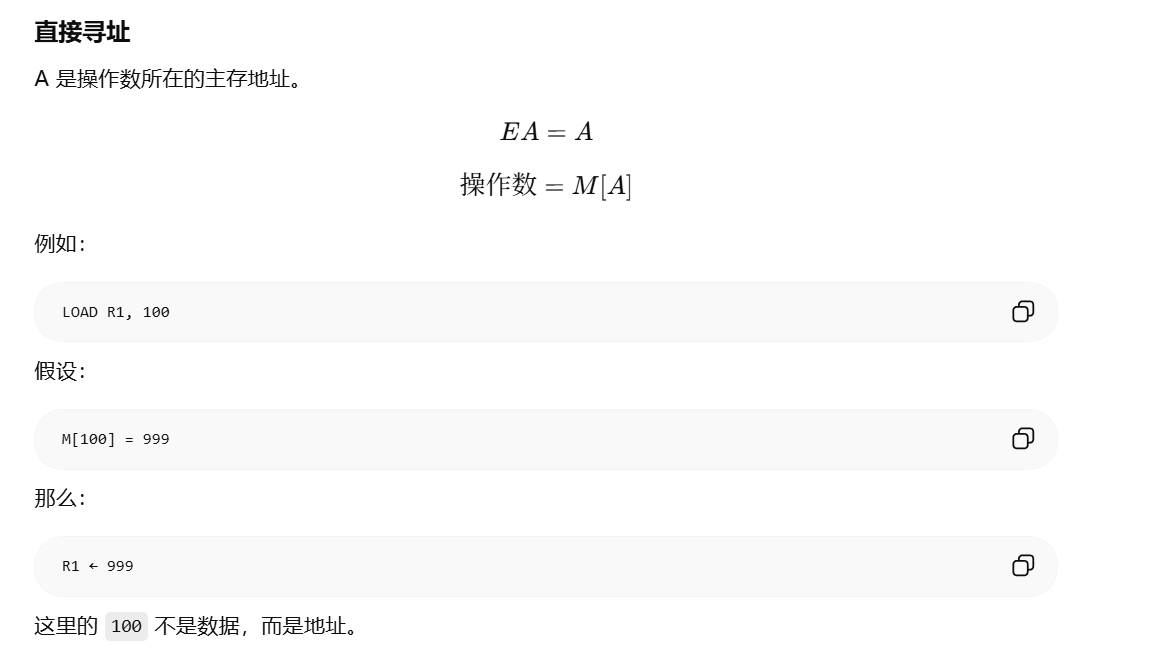 直接寻址
A 是操作数所在的主存地址。
EA = A
操作数 = M[A]
例如：
LOAD R1, 100
假设：
M[100] = 999
那么：
R1 ← 999
这里的 100 不是数据，而是地址。